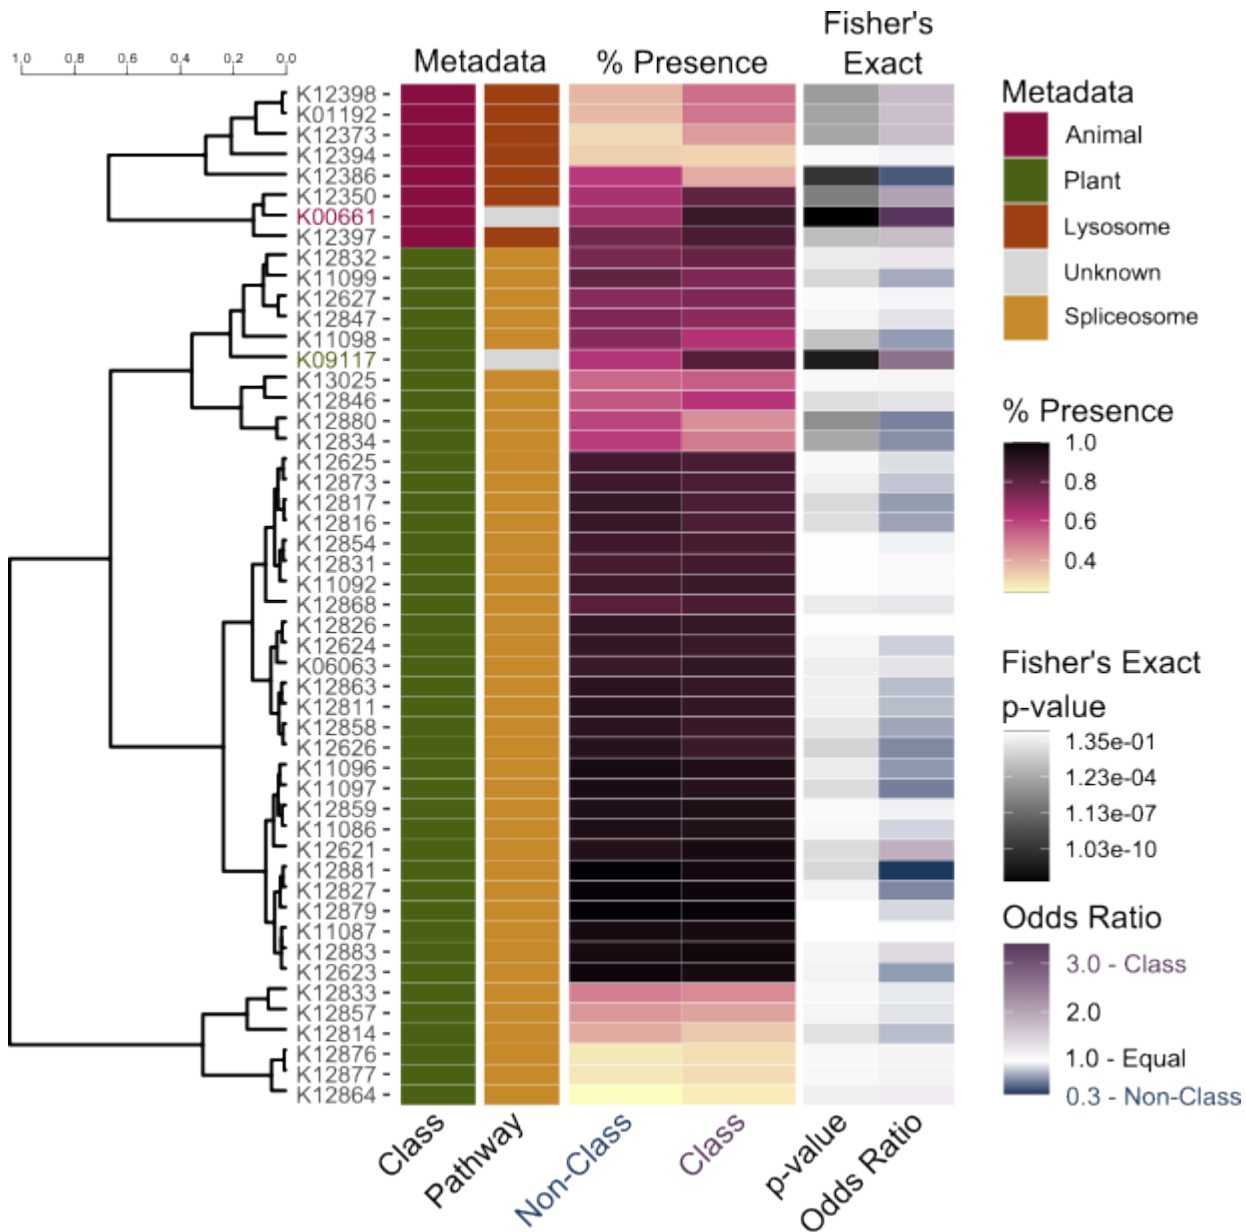 Fisher's
Exact
Metadata
% Presence
1.0
0.8
0.6
0.4
0.2
0.0
K12398
K01192
K12373
K12394
K12386
K12350
K00661
K12397
K12832
K11099
K12627
K12847
K11098
K09117
K13025
K12846
K12880
K12834
K12625
K12873
K12817
K12816
K12854
K12831
K11092
K12868
K12826
K12624
K06063
K12863
K12811
K12858
K12626
K11096
K11097
K12859
K11086
K12621
K12881
K12827
K12879
K11087
K12883
K12623
K12833
K12857
K12814
K12876
K12877
K12864
Class
Pathway
Non-Class
Class
p-value
Odds Ratio
Metadata
Animal
Plant
Lysosome
Unknown
Spliceosome
% Presence
1.0
0.8
0.6
0.4
Fisher's Exact
p-value
1.35e-01
1.23e-04
1.13e-07
1.03e-10
Odds Ratio
3.0 - Class
2.0
1.0 - Equal
0.3 - Non-Class